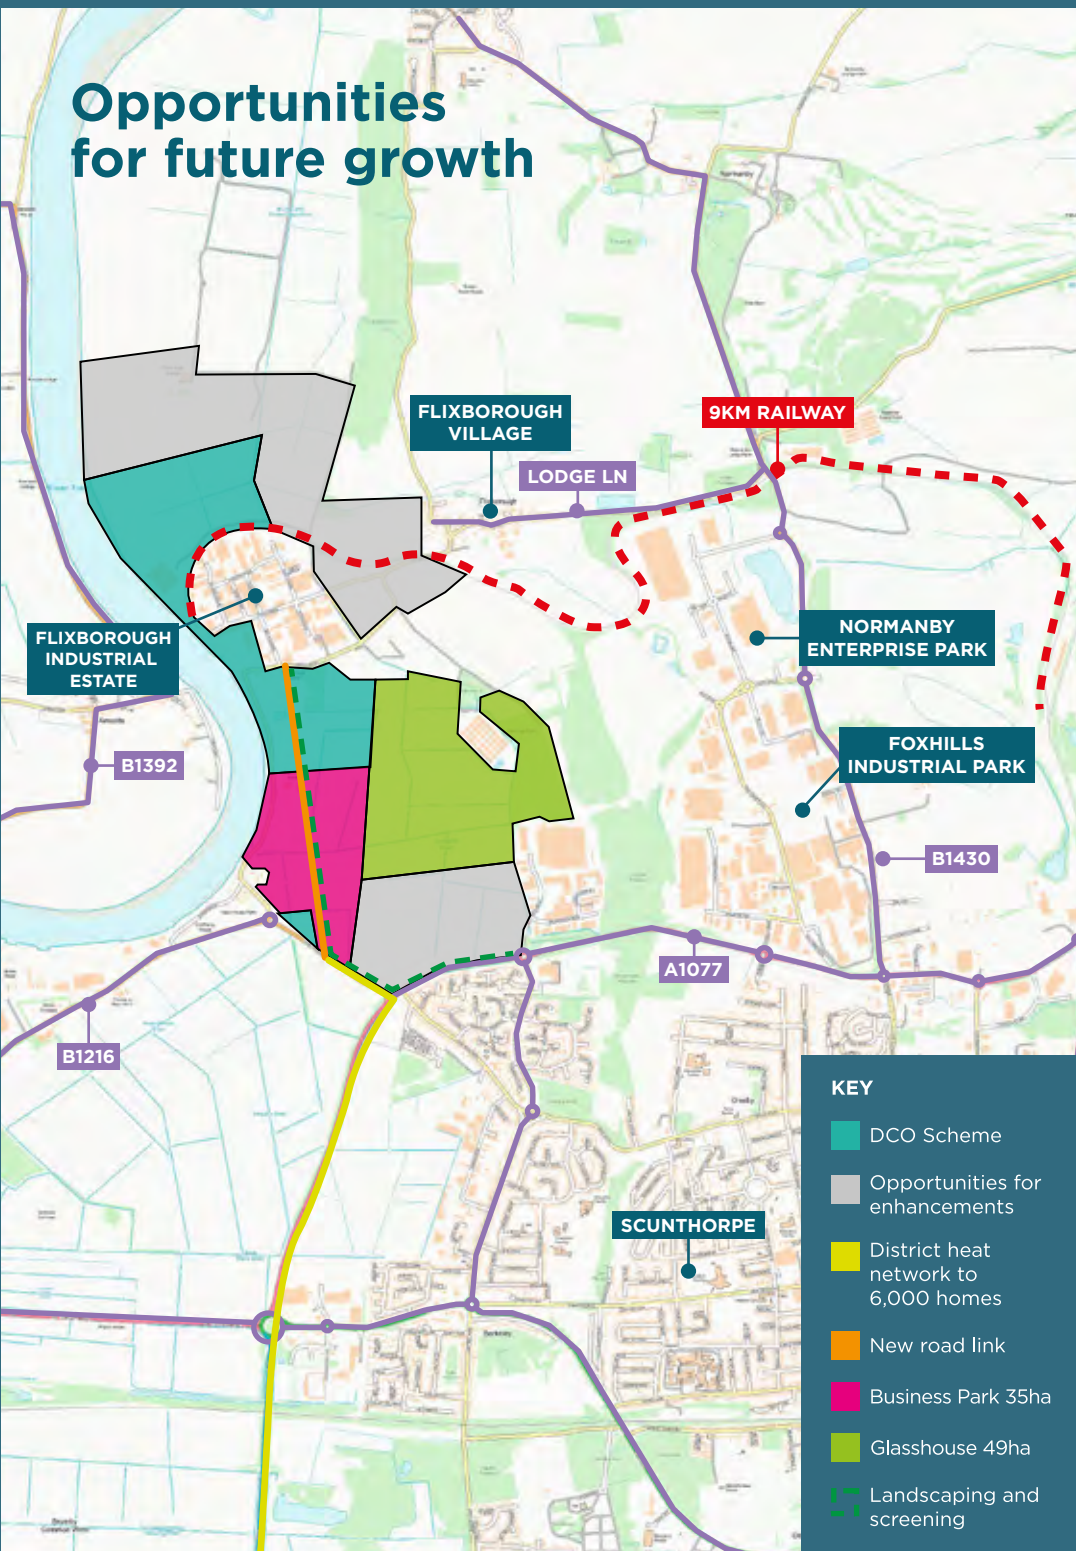 Opportunities
for future growth
FLIXBOROUGH
VILLAGE
9KM RAILWAY
LODGE LN
FLIXBOROUGH
INDUSTRIAL
ESTATE
NORMANBY
ENTERPRISE PARK
FOXHILLS
INDUSTRIAL PARK
B1392
B1430
A1077
B1216
SCUNTHORPE
KEY
DCO Scheme
Opportunities for
enhancements
District heat
network to
6,000 homes
New road link
Business Park 35ha
Glasshouse 49ha
Landscaping and
screening